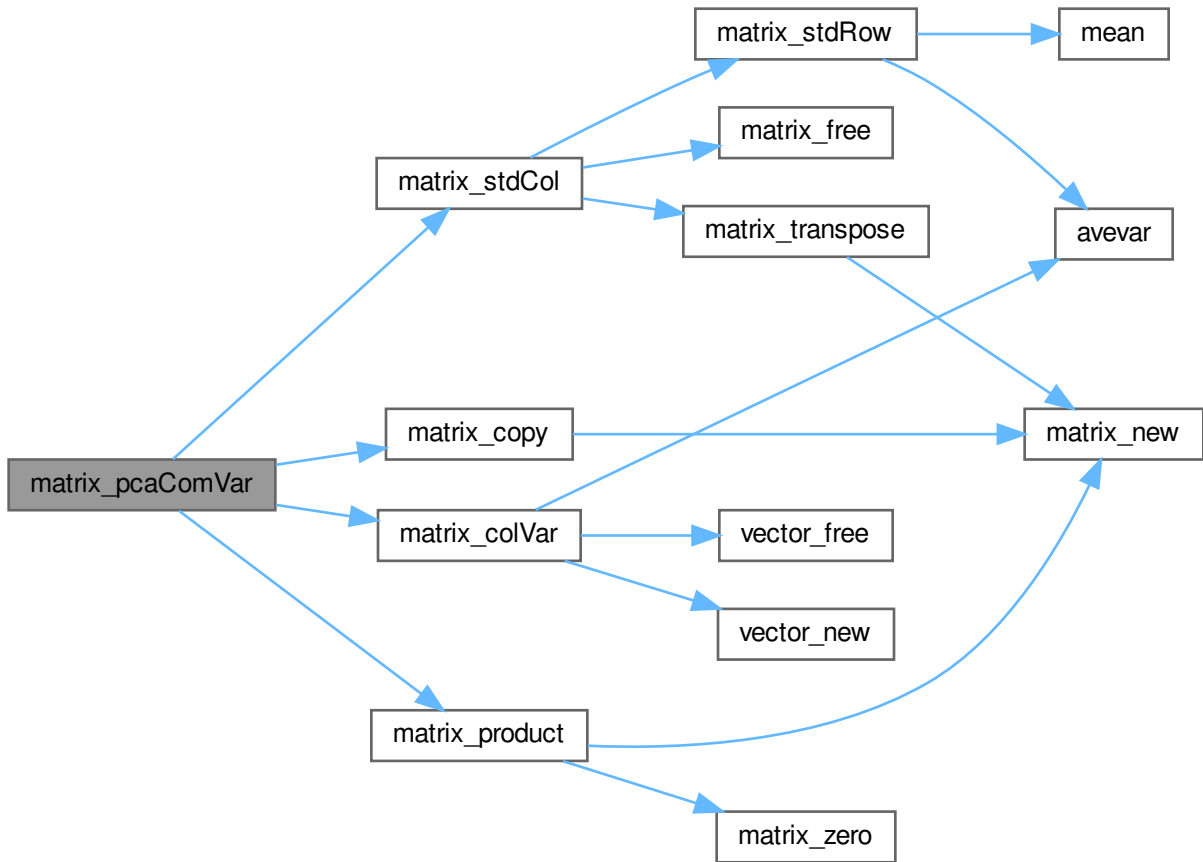 matrix_pcaComVar
matrix_stdCol
matrix_stdRow
mean
matrix_free
matrix_transpose
avevar
matrix_copy
matrix_new
matrix_colVar
vector_free
vector_new
matrix_product
matrix_zero